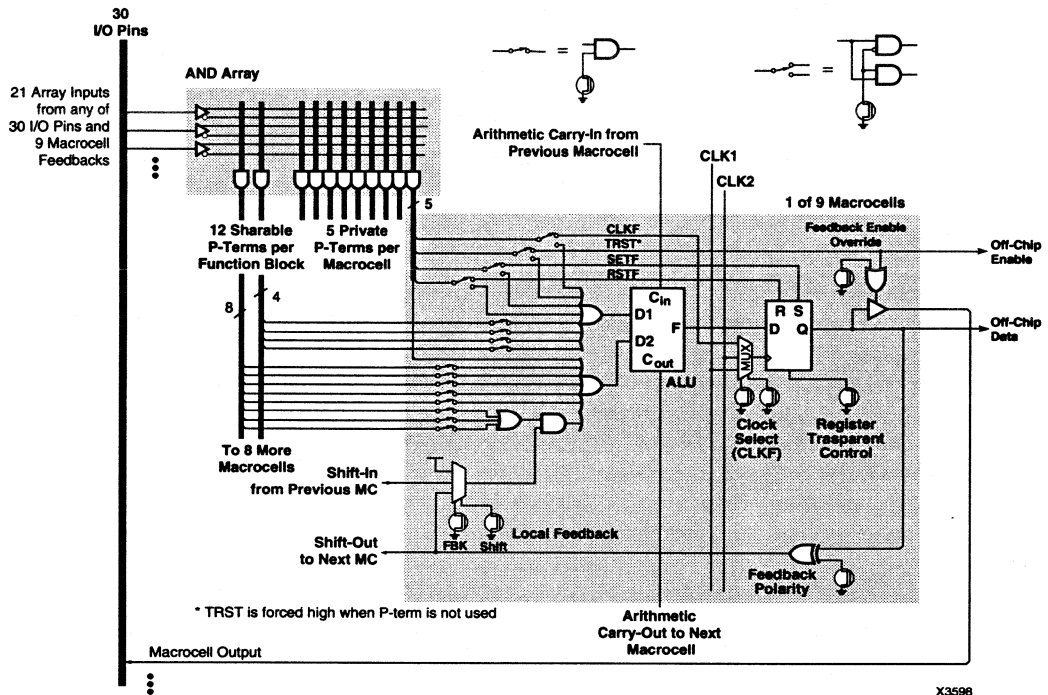 30
I/O Pins
AND Array
21 Array Inputs
from any of
30 I/O Pins and
9 Macrocell
Feedbacks
=
=
Arithmetic Carry-In from
Previous Macrocell
CLK1
CLK2
5
1 of 9 Macrocells
12 Sharable
P-Terms per
Function Block
5 Private
P-Terms per
Macrocell
CLKF
TRST*
SETF
RSTF
Feedback Enable
Override
Off-Chip
Enable
8
4
Cin
D1
D2
F
Cout
ALU
R S
D Q
MUX
Off-Chip
Data
Clock
Select
(CLKF)
Register
Trasparent
Control
To 8 More
Macrocells
Shift-In
from Previous MC
FBK
Shift
Local Feedback
Shift-Out
to Next MC
Feedback
Polarity
* TRST is forced high when P-term is not used
Arithmetic
Carry-Out to Next
Macrocell
Macrocell Output
X3598